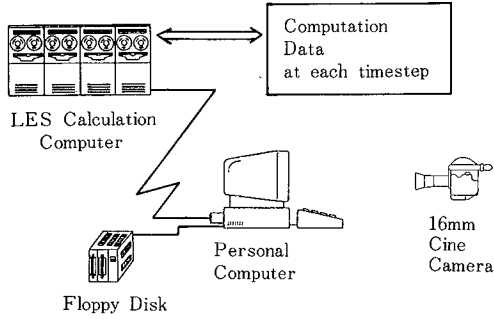 Computation
Data
at each timestep
LES Calculation
Computer
Personal
Computer
16mm
Cine
Camera
Floppy Disk